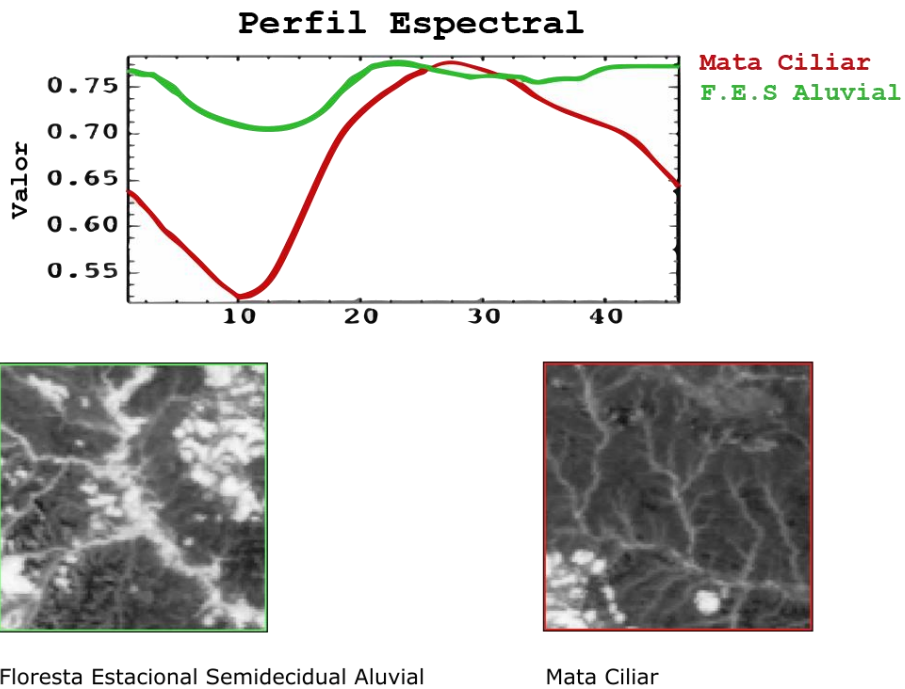 Perfil Espectral
Mata Ciliar
F.E.S Aluvial
Valor
0.75
0.70
0.65
0.60
0.55
10 20 30 40
Floresta Estacional Semidecidual Aluvial
Mata Ciliar